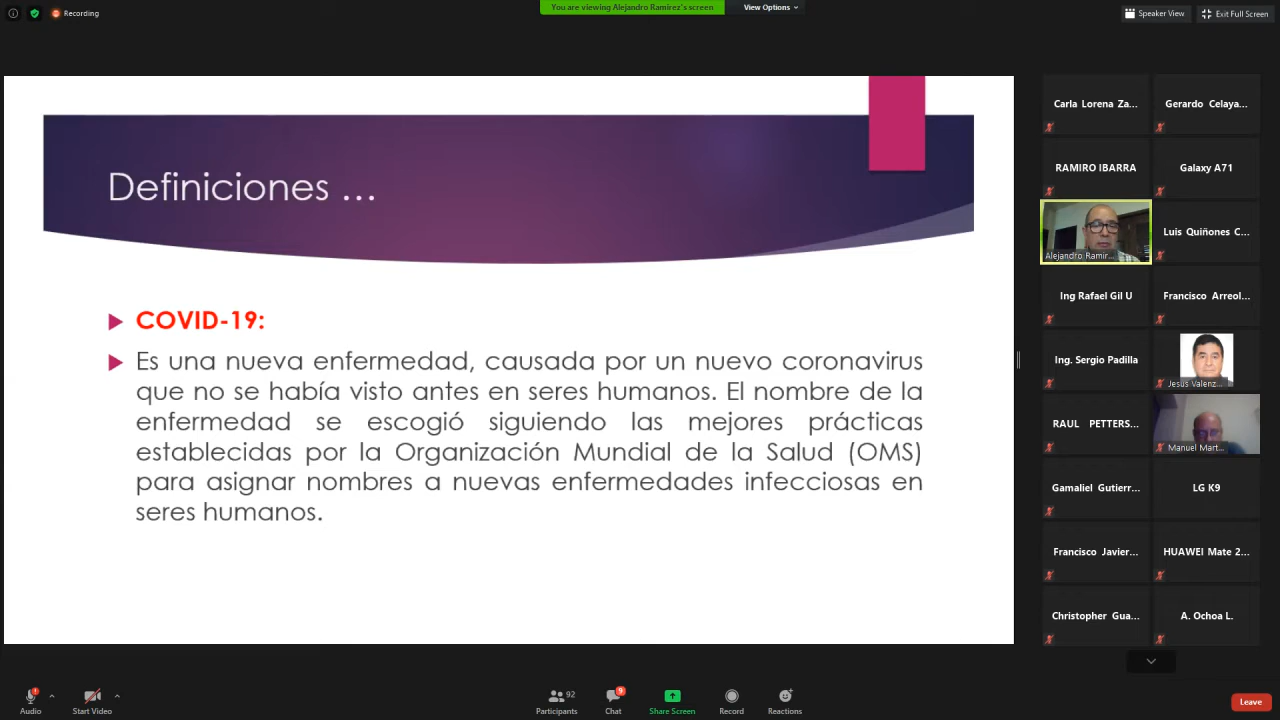 Recording
You are viewing Alejandro Ramirez's screen
View Options
Speaker View
Exit Full Screen
Definiciones ...
COVID-19:
Es una nueva enfermedad, causada por un nuevo coronavirus
que no se había visto antes en seres humanos. El nombre de la
enfermedad se escogió siguiendo las mejores prácticas
establecidas por la Organización Mundial de la Salud (OMS)
para asignar nombres a nuevas enfermedades infecciosas en
seres humanos.
Carla Lorena Za...
Gerardo Celaya...
RAMIRO IBARRA
Galaxy A71
Alejandro Ramir...
Luis Quiñones C...
Ing Rafael Gil U
Francisco Arreol...
Ing. Sergio Padilla
Jesús Valenz...
RAUL PETTERS...
Manuel Mart...
Gamaliel Gutierr...
LG K9
Francisco Javier...
HUAWEI Mate 2...
Christopher Gua...
A. Ochoa L.
Audio
Start Video
92
Participants
9
Chat
Share Screen
Record
Reactions
Leave